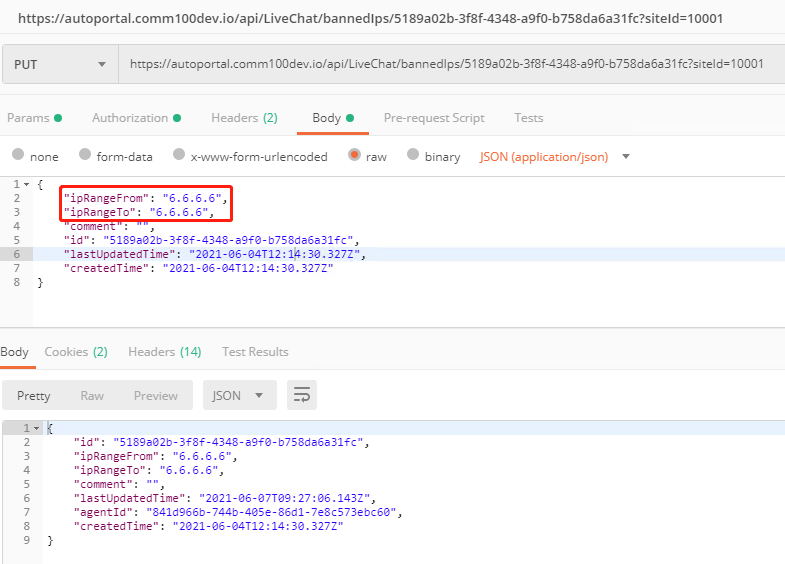 https://autoportal.comm100dev.io/api/LiveChat/bannedIps/5189a02b-3f8f-4348-a9f0-b758da6a31fc?siteId=10001
PUT https://autoportal.comm100dev.io/api/LiveChat/bannedIps/5189a02b-3f8f-4348-a9f0-b758da6a31fc?siteId=10001
Params Authorization Headers (2) Body Pre-request Script Tests
none form-data x-www-form-urlencoded raw binary JSON (application/json)
1 {
2 "ipRangeFrom": "6.6.6.6",
3 "ipRangeTo": "6.6.6.6",
4 "comment": "",
5 "id": "5189a02b-3f8f-4348-a9f0-b758da6a31fc",
6 "lastUpdatedTime": "2021-06-04T12:14:30.327Z",
7 "createdTime": "2021-06-04T12:14:30.327Z"
8 }
Body Cookies (2) Headers (14) Test Results
Pretty Raw Preview JSON
1 {
2 "id": "5189a02b-3f8f-4348-a9f0-b758da6a31fc",
3 "ipRangeFrom": "6.6.6.6",
4 "ipRangeTo": "6.6.6.6",
5 "comment": "",
6 "lastUpdatedTime": "2021-06-07T09:27:06.143Z",
7 "agentId": "841d966b-744b-405e-86d1-7e8c573ebc60",
8 "createdTime": "2021-06-04T12:14:30.327Z"
9 }